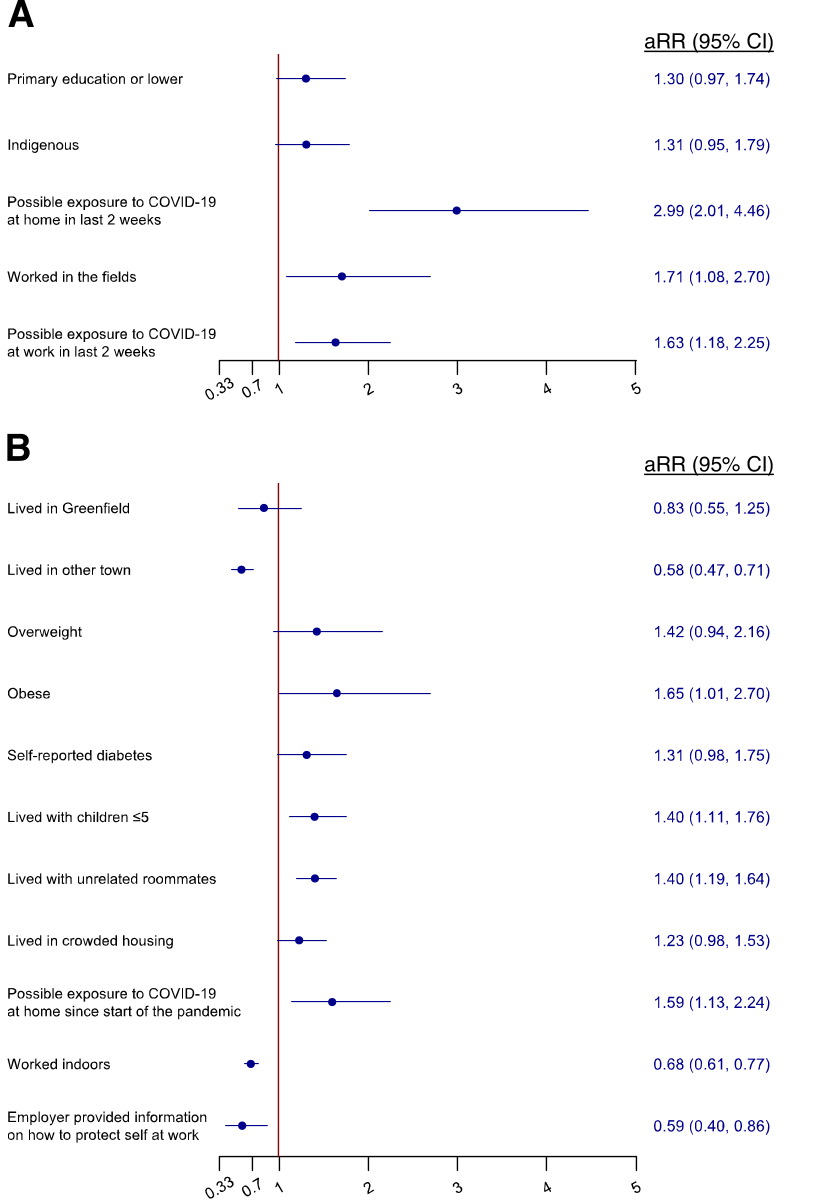 A
aRR (95% CI)
Primary education or lower 1.30 (0.97, 1.74)
Indigenous 1.31 (0.95, 1.79)
Possible exposure to COVID-19
at home in last 2 weeks 2.99 (2.01, 4.46)
Worked in the fields 1.71 (1.08, 2.70)
Possible exposure to COVID-19
at work in last 2 weeks 1.63 (1.18, 2.25)
0.33 0.7 1 2 3 4 5
B
aRR (95% CI)
Lived in Greenfield 0.83 (0.55, 1.25)
Lived in other town 0.58 (0.47, 0.71)
Overweight 1.42 (0.94, 2.16)
Obese 1.65 (1.01, 2.70)
Self-reported diabetes 1.31 (0.98, 1.75)
Lived with children ≤5 1.40 (1.11, 1.76)
Lived with unrelated roommates 1.40 (1.19, 1.64)
Lived in crowded housing 1.23 (0.98, 1.53)
Possible exposure to COVID-19
at home since start of the pandemic 1.59 (1.13, 2.24)
Worked indoors 0.68 (0.61, 0.77)
Employer provided information
on how to protect self at work 0.59 (0.40, 0.86)
0.33 0.7 1 2 3 4 5